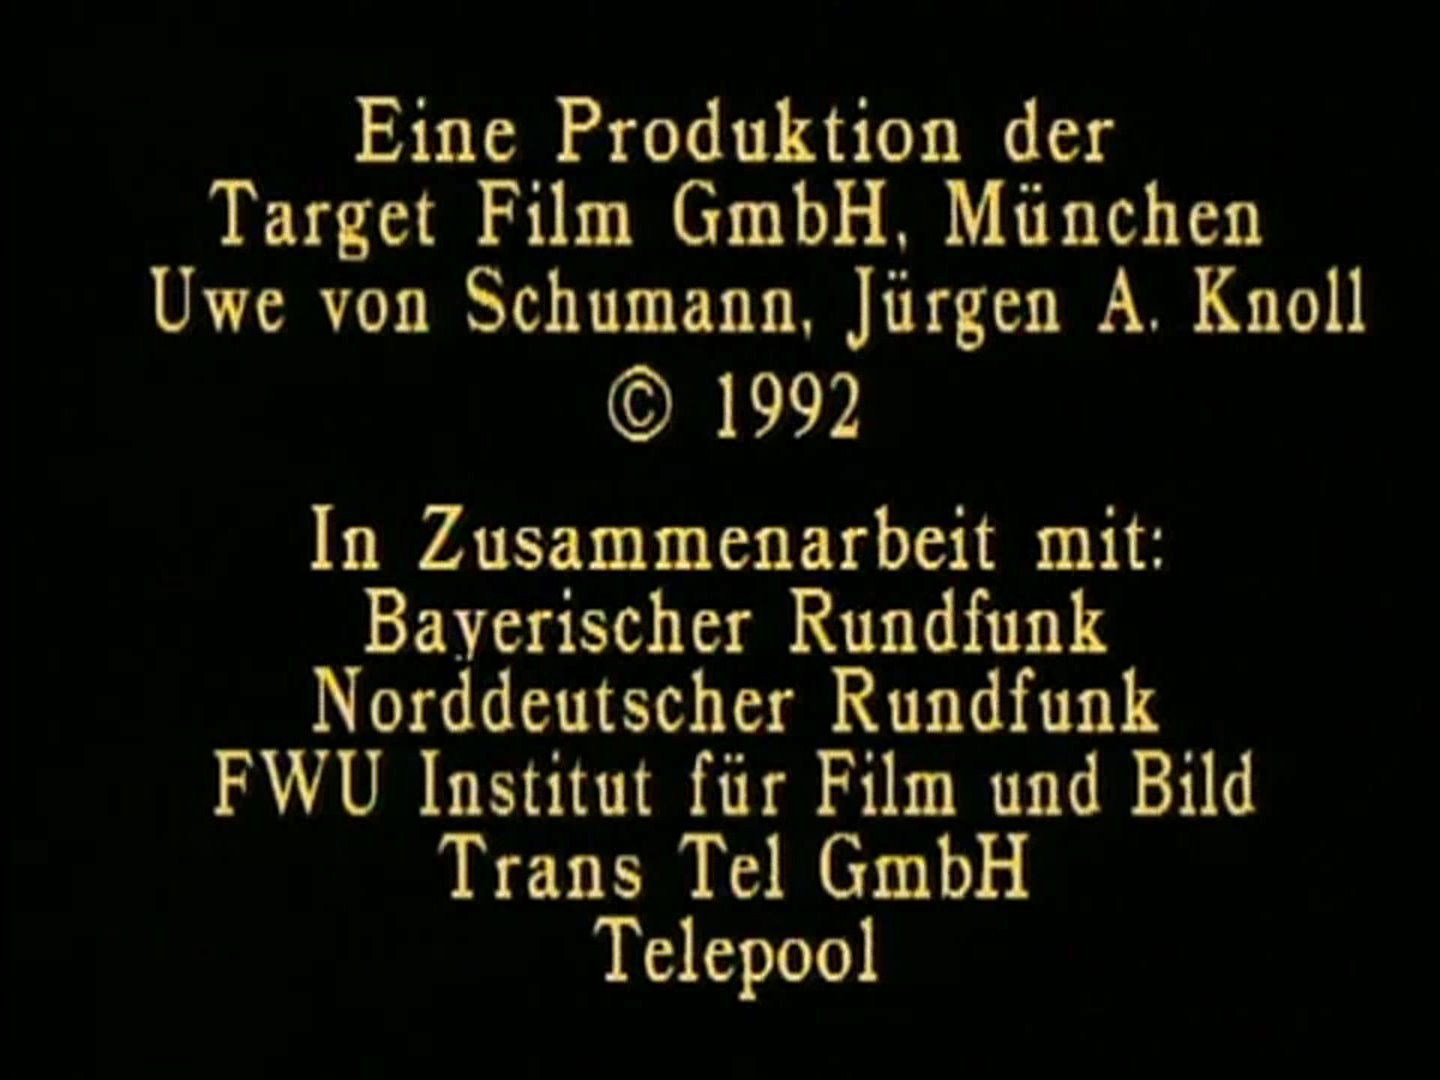 Eine Produktion der
Target Film GmbH, München
Uwe von Schumann, Jürgen A. Knoll
© 1992
In Zusammenarbeit mit:
Bayerischer Rundfunk
Norddeutscher Rundfunk
FWU Institut für Film und Bild
Trans Tel GmbH
Telepool